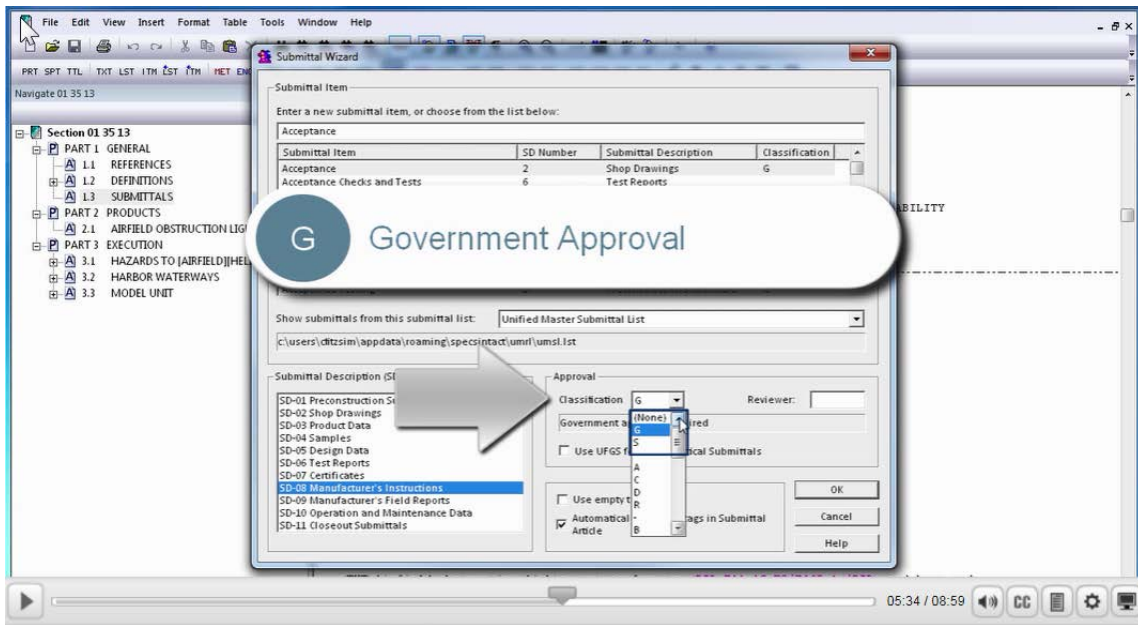 File Edit View Insert Format Table Tools Window Help
Submittal Wizard
PRT SPT TTL TXT LST ITM LST ITM MET
Navigate 01 35 13
Section 01 35 13
PART 1 GENERAL
1.1 REFERENCES
1.2 DEFINITIONS
1.3 SUBMITTALS
PART 2 PRODUCTS
2.1 AIRFIELD OBSTRUCTION
PART 3 EXECUTION
3.1 HAZARDS TO [AIRFIELD][
3.2 HARBOR WATERWAYS
3.3 MODEL UNIT
Submittal Item
Enter a new submittal item, or choose from the list below:
Acceptance
Submittal Item SD Number Submittal Description Classification
Acceptance 2 Shop Drawings G
Acceptance Checks and Tests 6 Test Reports
G Government Approval
Show submittals from this submittal list: Unified Master Submittal List
c:\users\ditzsim\appdata\roaming\specsintact\umrl\umsl.lst
Submittal Description
SD-01 Preconstruction
SD-02 Shop Drawings
SD-03 Product Data
SD-04 Samples
SD-05 Design Data
SD-06 Test Reports
SD-07 Certificates
SD-08 Manufacturer's Instructions
SD-09 Manufacturer's Field Reports
SD-10 Operation and Maintenance Data
SD-11 Closeout Submittals
Approval
Classification G Reviewer:
Government
(None)
G
S
A
C
D
R
-
B
Use UFGS
Submittals
Use empty
tags in Submittal
Article
OK
Cancel
Help
05:34 / 08:59 CC